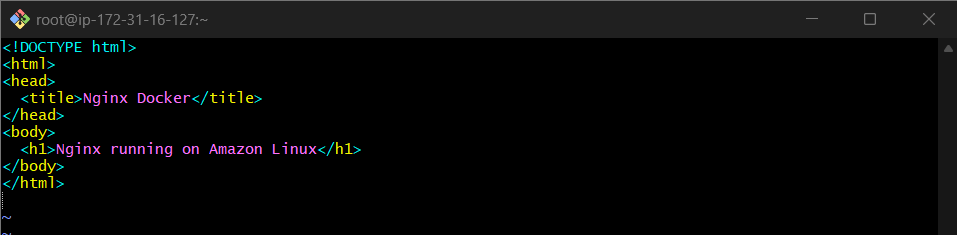 root@ip-172-31-16-127:~
<!DOCTYPE html>
<html>
<head>
  <title>Nginx Docker</title>
</head>
<body>
  <h1>Nginx running on Amazon Linux</h1>
</body>
</html>
~
~